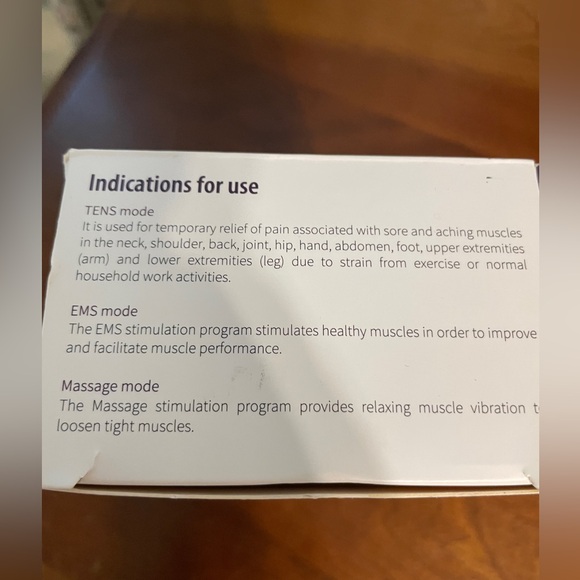 Indications for use
TENS mode
It is used for temporary relief of pain associated with sore and aching muscles
in the neck, shoulder, back, joint, hip, hand, abdomen, foot, upper extremities
(arm) and lower extremities (leg) due to strain from exercise or normal
household work activities.
EMS mode
The EMS stimulation program stimulates healthy muscles in order to improve
and facilitate muscle performance.
Massage mode
The Massage stimulation program provides relaxing muscle vibration t
loosen tight muscles.